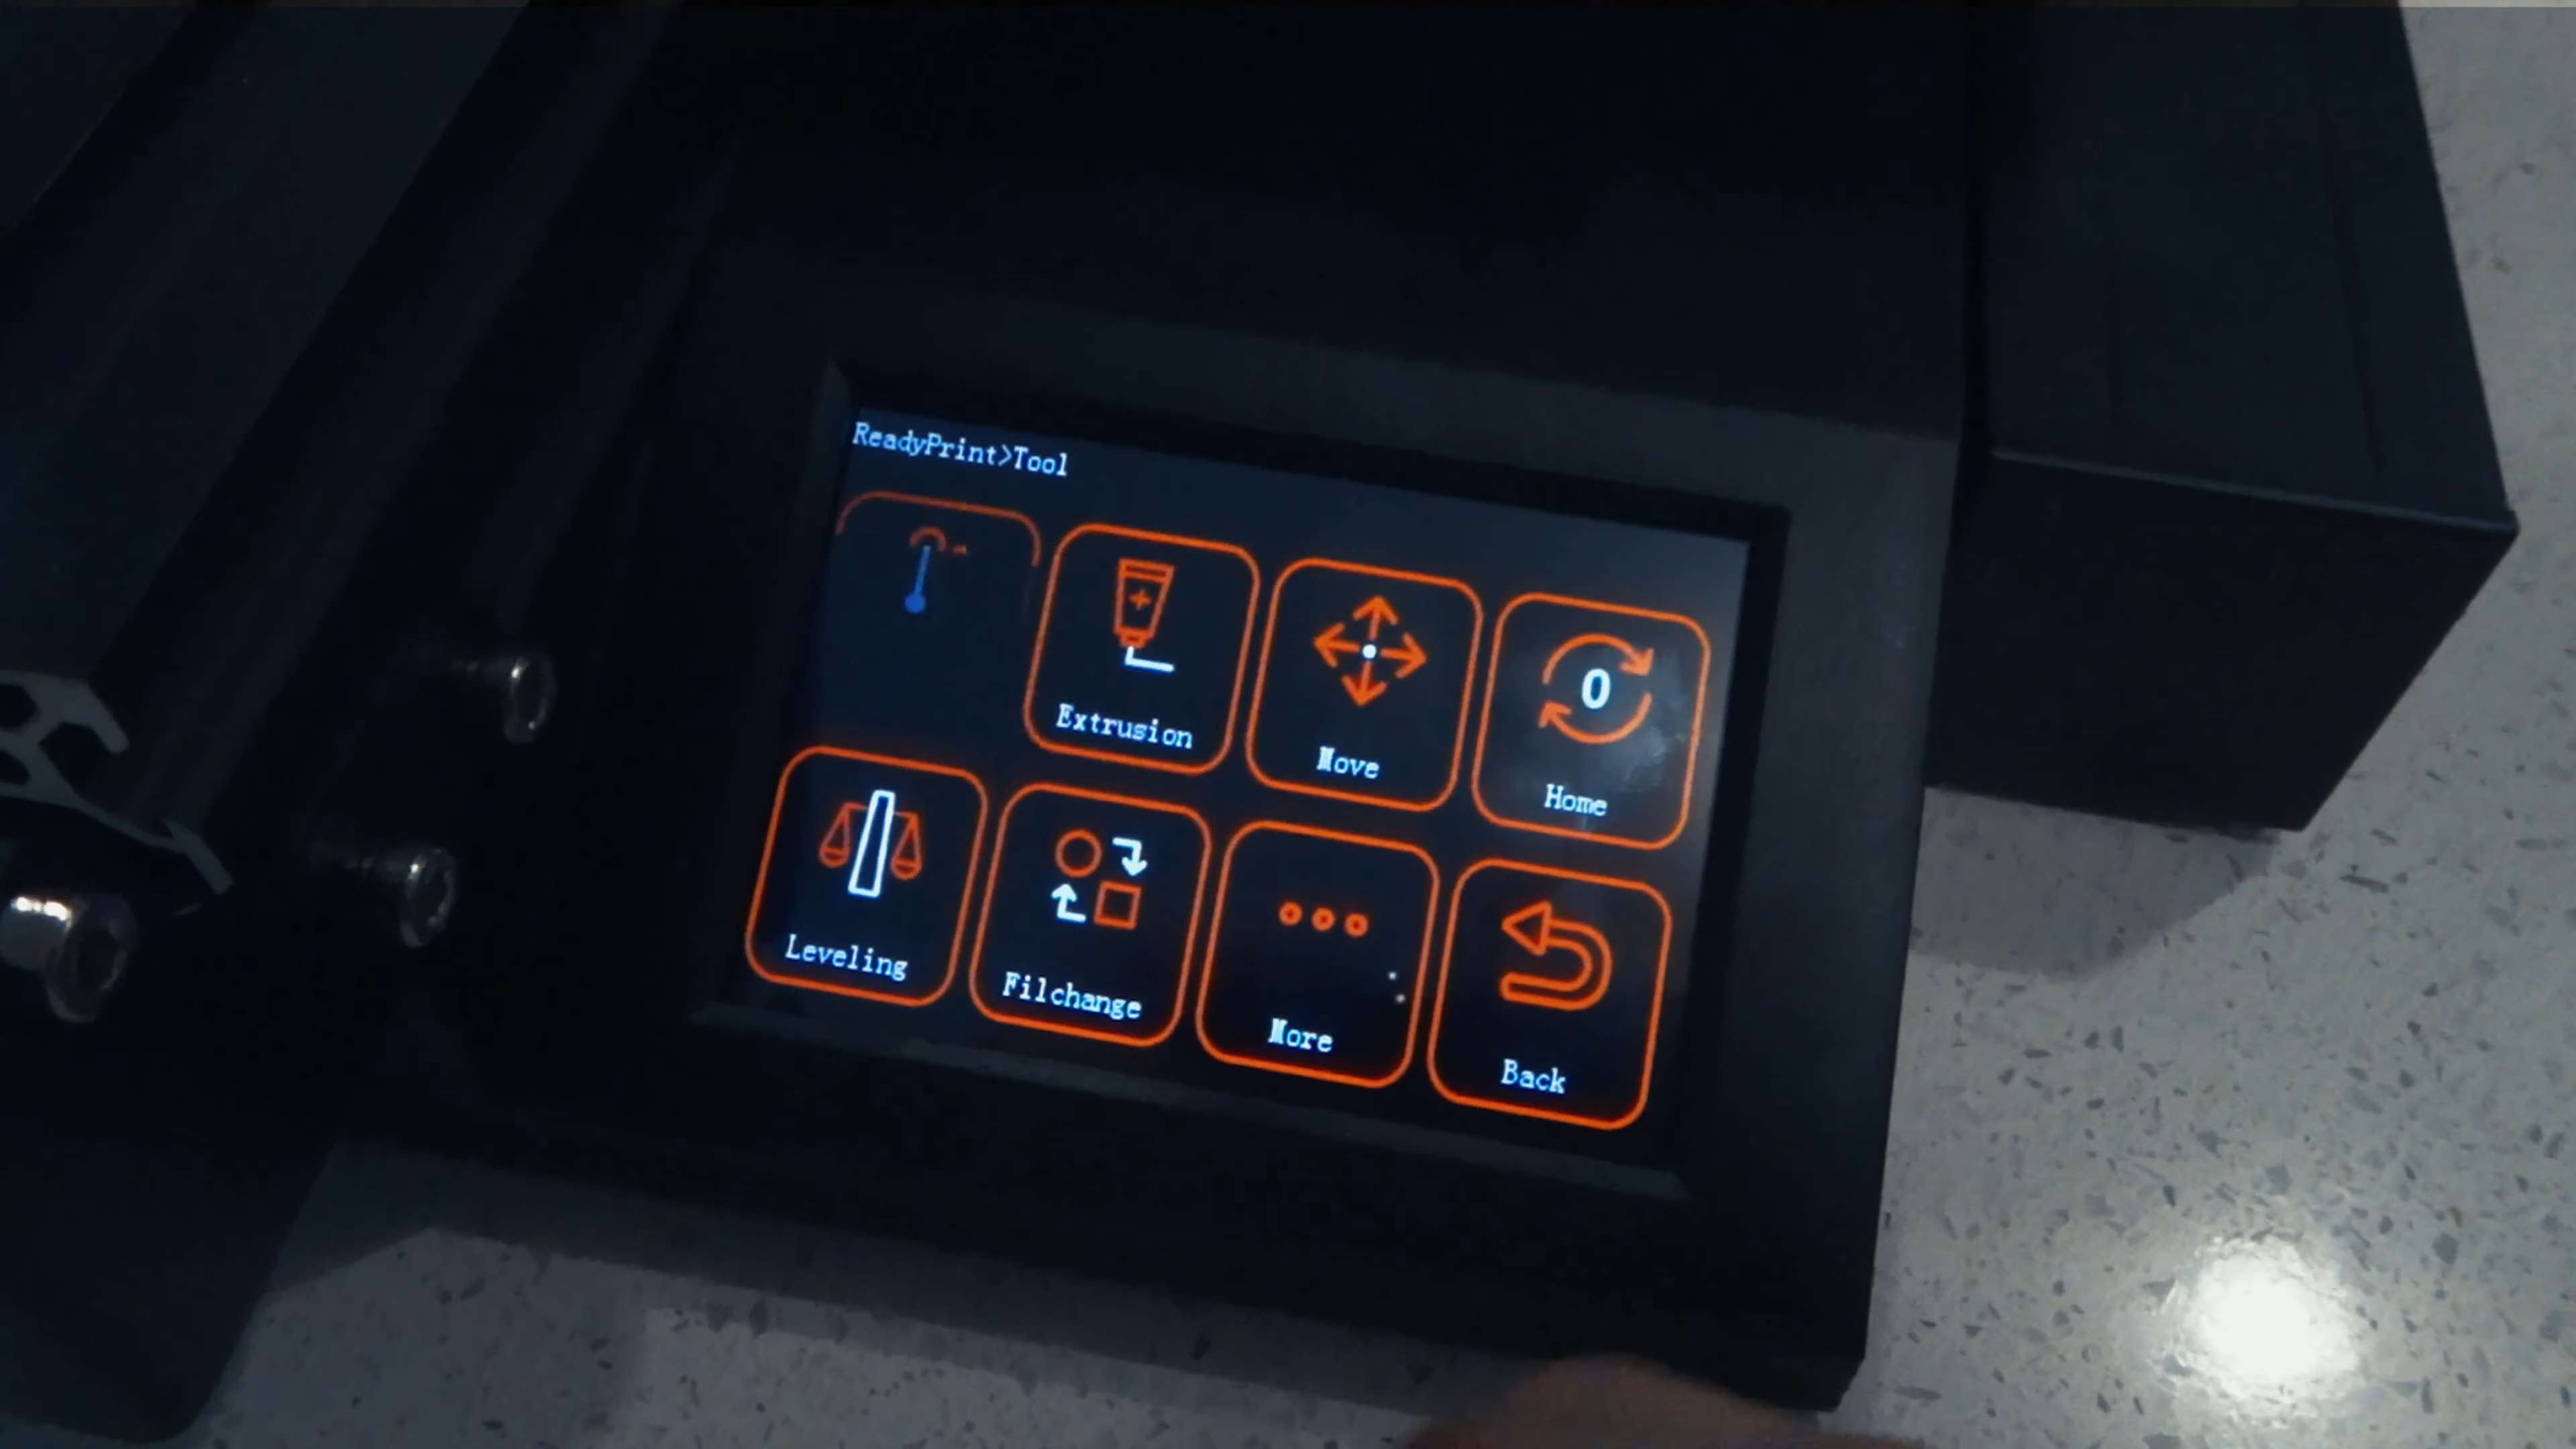 ReadyPrint>Tool
Extrusion
Move
0
Home
Leveling
Filchange
More
Back